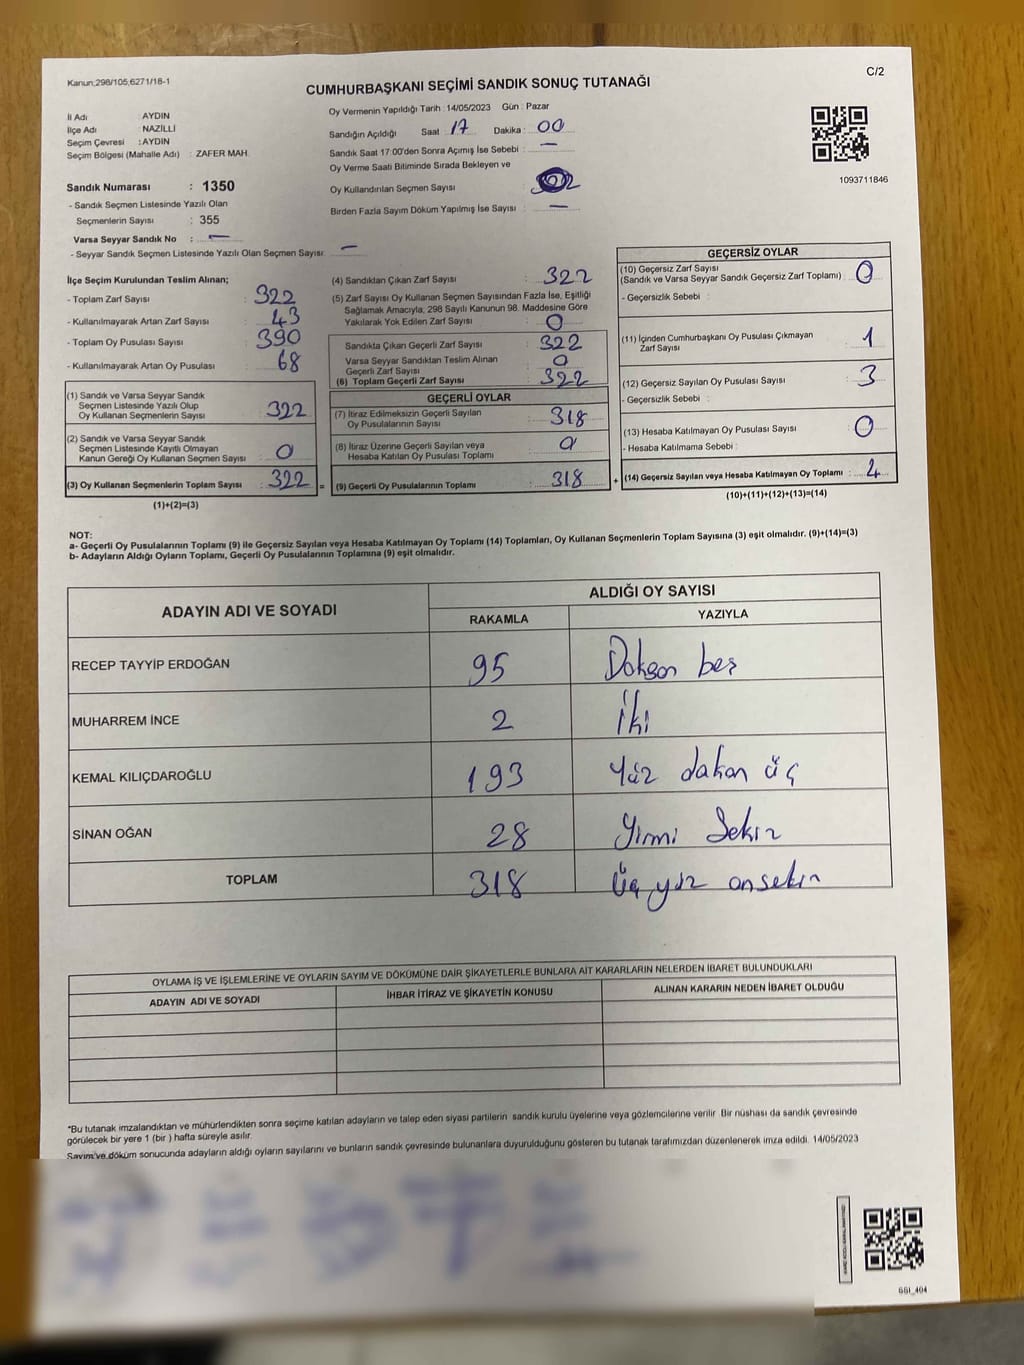 Kanun;298/105,6271/18-1
C/2
CUMHURBAŞKANI SEÇİMİ SANDIK SONUÇ TUTANAĞI
İl Adı : AYDIN
İlçe Adı : NAZİLLİ
Seçim Çevresi : AYDIN
Seçim Bölgesi (Mahalle Adı) : ZAFER MAH.
Sandık Numarası : 1350
- Sandık Seçmen Listesinde Yazılı Olan
Seçmenlerin Sayısı : 355
Varsa Seyyar Sandık No : —
- Seyyar Sandık Seçmen Listesinde Yazılı Olan Seçmen Sayısı: —
Oy Vermenin Yapıldığı Tarih : 14/05/2023 Gün : Pazar
Sandığın Açıldığı Saat : 17 Dakika : 00
Sandık Saat 17:00'den Sonra Açımış İse Sebebi : —
Oy Verme Saati Bitiminde Sırada Bekleyen ve
Oy Kullandırılan Seçmen Sayısı :
Birden Fazla Sayım Döküm Yapılmış İse Sayısı : —
1093711846
İlçe Seçim Kurulundan Teslim Alınan;
- Toplam Zarf Sayısı : 322
- Kullanılmayarak Artan Zarf Sayısı : 43
- Toplam Oy Pusulası Sayısı : 390
- Kullanılmayarak Artan Oy Pusulası : 68
(1) Sandık ve Varsa Seyyar Sandık
Seçmen Listesinde Yazılı Olup
Oy Kullanan Seçmenlerin Sayısı : 322
(2) Sandık ve Varsa Seyyar Sandık
Seçmen Listesinde Kayıtlı Olmayan
Kanun Gereği Oy Kullanan Seçmen Sayısı : 0
(3) Oy Kullanan Seçmenlerin Toplam Sayısı : 322 =
(1)+(2)=(3)
(4) Sandıktan Çıkan Zarf Sayısı : 322
(5) Zarf Sayısı Oy Kullanan Seçmen Sayısından Fazla İse, Eşitliği
Sağlamak Amacıyla, 298 Sayılı Kanunun 98. Maddesine Göre
Yakılarak Yok Edilen Zarf Sayısı : 0
Sandıkta Çıkan Geçerli Zarf Sayısı : 322
Varsa Seyyar Sandıktan Teslim Alınan
Geçerli Zarf Sayısı : 0
(6) Toplam Geçerli Zarf Sayısı : 322
GEÇERLİ OYLAR
(7) İtiraz Edilmeksizin Geçerli Sayılan
Oy Pusulalarının Sayısı : 318
(8) İtiraz Üzerine Geçerli Sayılan veya
Hesaba Katılan Oy Pusulası Toplamı : 0
(9) Geçerli Oy Pusulalarının Toplamı : 318 +
GEÇERSİZ OYLAR
(10) Geçersiz Zarf Sayısı
(Sandık ve Varsa Seyyar Sandık Geçersiz Zarf Toplamı) : 0
- Geçersizlik Sebebi :
(11) İçinden Cumhurbaşkanı Oy Pusulası Çıkmayan
Zarf Sayısı : 1
(12) Geçersiz Sayılan Oy Pusulası Sayısı : 3
- Geçersizlik Sebebi :
(13) Hesaba Katılmayan Oy Pusulası Sayısı : 0
- Hesaba Katılmama Sebebi :
(14) Geçersiz Sayılan veya Hesaba Katılmayan Oy Toplamı : 4
(10)+(11)+(12)+(13)=(14)
NOT:
a- Geçerli Oy Pusulalarının Toplamı (9) ile Geçersiz Sayılan veya Hesaba Katılmayan Oy Toplamı (14) Toplamları, Oy Kullanan Seçmenlerin Toplam Sayısına (3) eşit olmalıdır. (9)+(14)=(3)
b- Adayların Aldığı Oyların Toplamı, Geçerli Oy Pusulalarının Toplamına (9) eşit olmalıdır.
ADAYIN ADI VE SOYADI ALDIĞI OY SAYISI
RAKAMLA YAZIYLA
RECEP TAYYİP ERDOĞAN 95 Doksan beş
MUHARREM İNCE 2 İki
KEMAL KILIÇDAROĞLU 193 Yüz dakan üç
SİNAN OĞAN 28 Yirmi Sekiz
TOPLAM 318 üç yüz onsekiz
OYLAMA İŞ VE İŞLEMLERİNE VE OYLARIN SAYIM VE DÖKÜMÜNE DAİR ŞİKAYETLERLE BUNLARA AİT KARARLARIN NELERDEN İBARET BULUNDUKLARI
ADAYIN ADI VE SOYADI İHBAR İTİRAZ VE ŞİKAYETİN KONUSU ALINAN KARARIN NEDEN İBARET OLDUĞU
*Bu tutanak imzalandıktan ve mühürlendikten sonra seçime katılan adayların ve talep eden siyasi partilerin sandık kurulu üyelerine veya gözlemcilerine verilir. Bir nüshası da sandık çevresinde
görülecek bir yere 1 (bir ) hafta süreyle asılır.
Sayım ve döküm sonucunda adayların aldığı oyların sayılarını ve bunların sandık çevresinde bulunanlara duyurulduğunu gösteren bu tutanak tarafımızdan düzenlenerek imza edildi. 14/05/2023